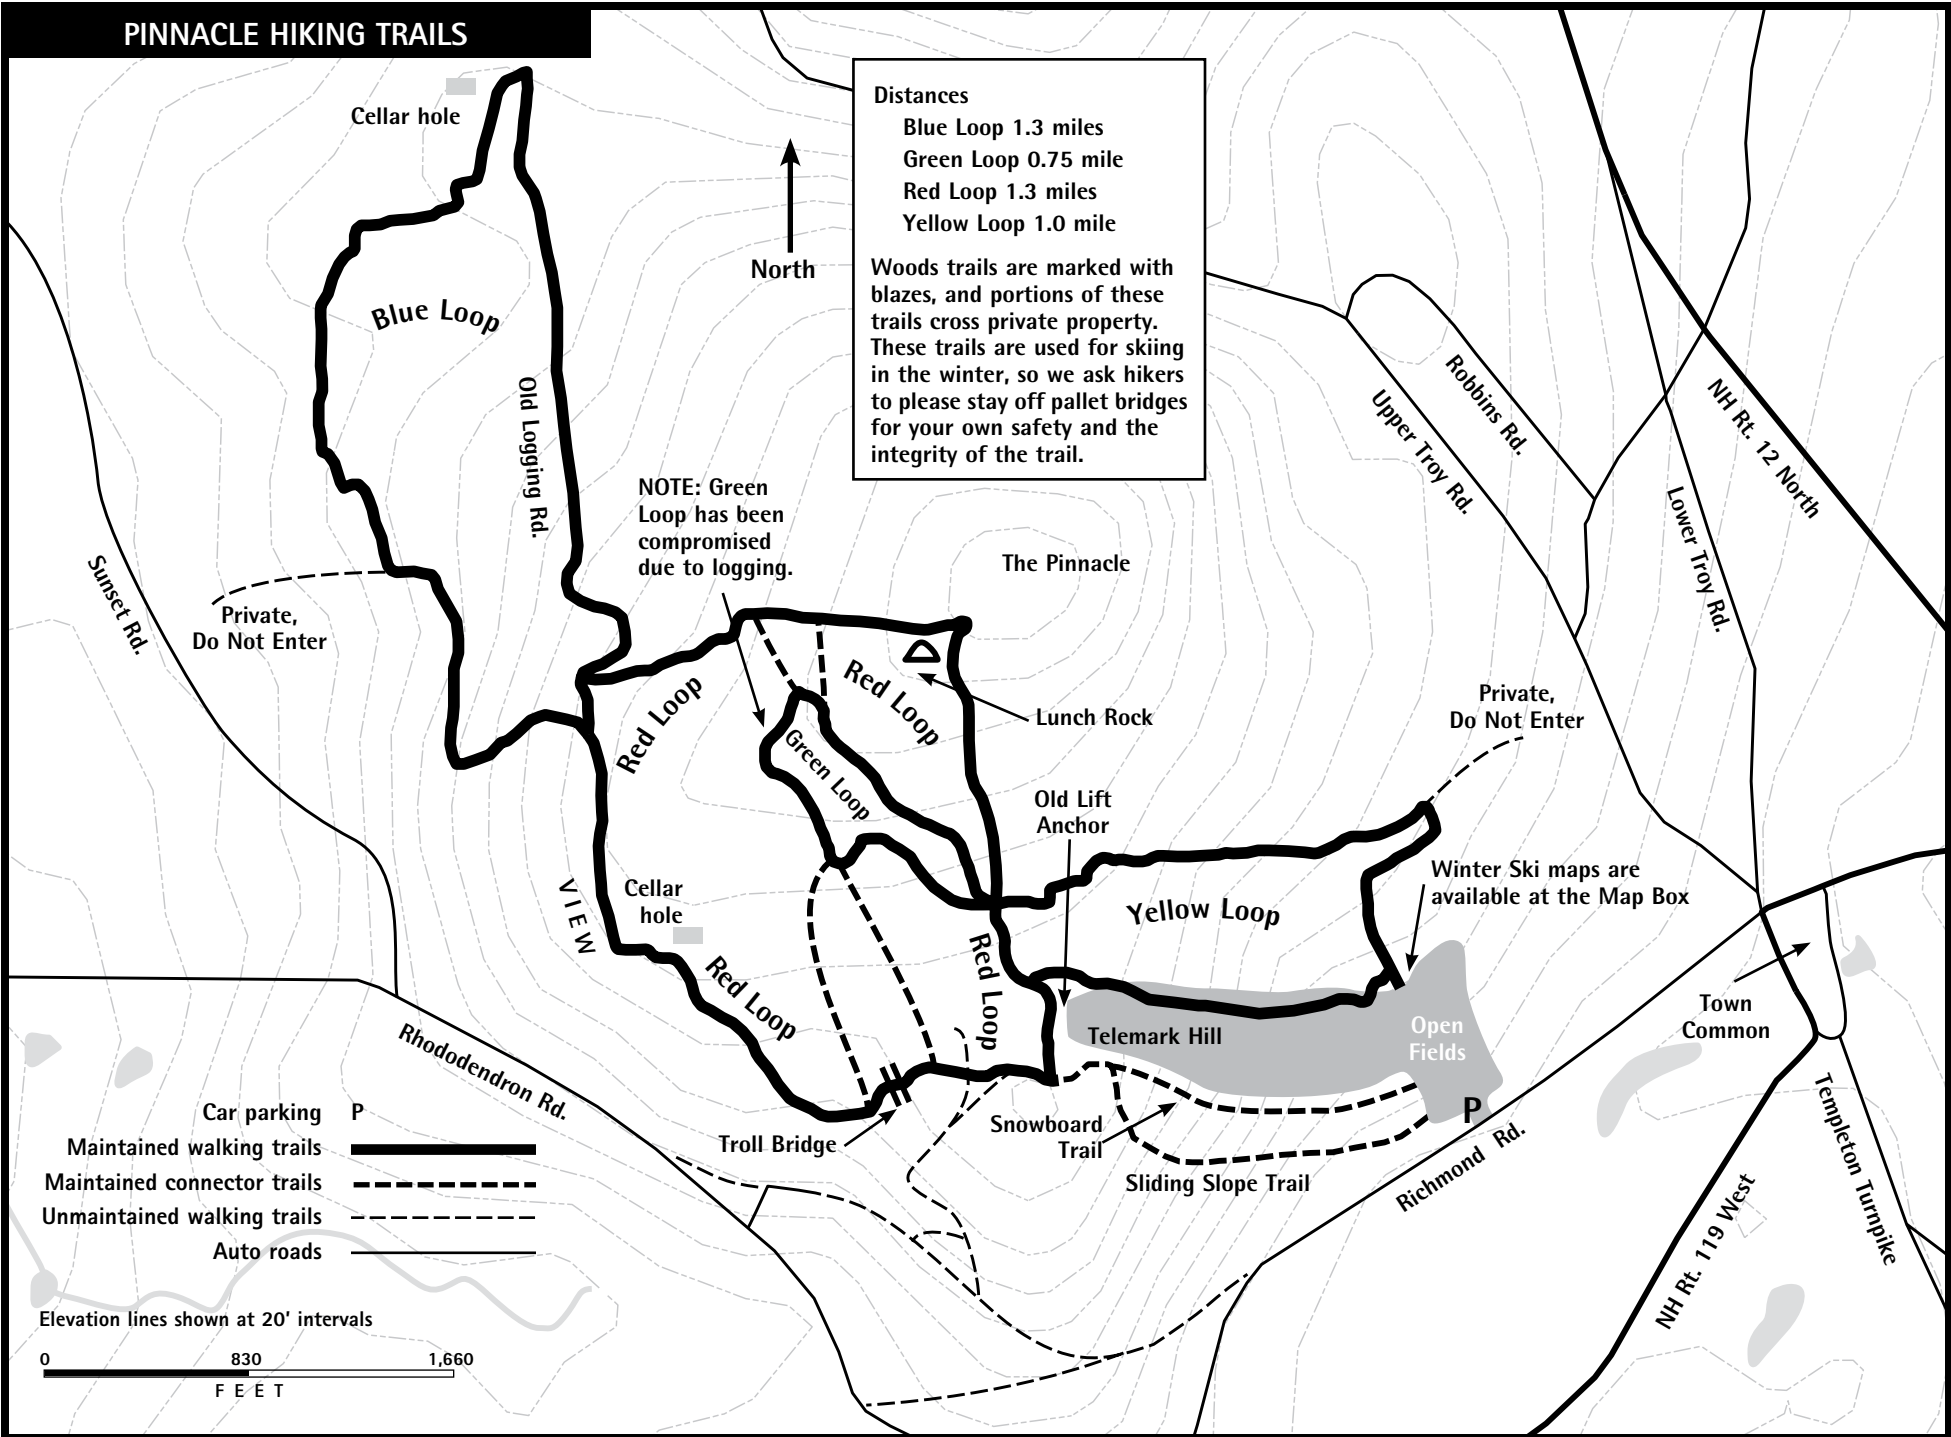 PINNACLE HIKING TRAILS
Cellar hole
Distances
Blue Loop 1.3 miles
Green Loop 0.75 mile
Red Loop 1.3 miles
Yellow Loop 1.0 mile
Woods trails are marked with
blazes, and portions of these
trails cross private property.
These trails are used for skiing
in the winter, so we ask hikers
to please stay off pallet bridges
for your own safety and the
integrity of the trail.
North
Blue Loop
Old Logging Rd.
Robbins Rd.
Upper Troy Rd.
NH Rt. 12 North
Lower Troy Rd.
NOTE: Green
Loop has been
compromised
due to logging.
The Pinnacle
Sunset Rd.
Private,
Do Not Enter
Red Loop
Red Loop
Lunch Rock
Private,
Do Not Enter
Green Loop
Old Lift
Anchor
Winter Ski maps are
available at the Map Box
VIEW
Cellar
hole
Yellow Loop
Red Loop
Red Loop
Town
Common
Telemark Hill
Open
Fields
Rhododendron Rd.
P
Snowboard
Trail
Troll Bridge
Sliding Slope Trail
Richmond Rd.
Templeton Turnpike
NH Rt. 119 West
Car parking P
Maintained walking trails
Maintained connector trails
Unmaintained walking trails
Auto roads
Elevation lines shown at 20' intervals
0 830 1,660
FEET